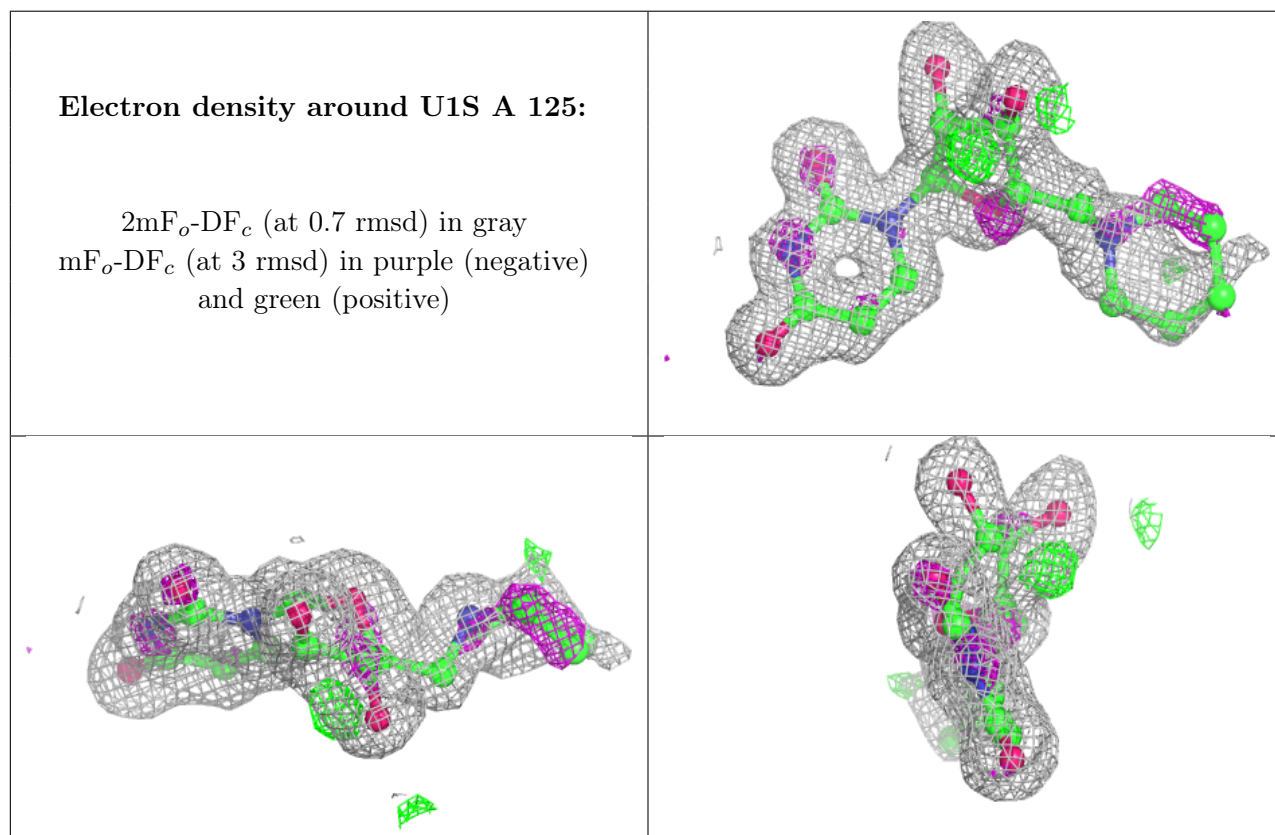 Electron density around U1S A 125:
2mFo-DFc (at 0.7 rmsd) in gray
mFo-DFc (at 3 rmsd) in purple (negative)
and green (positive)